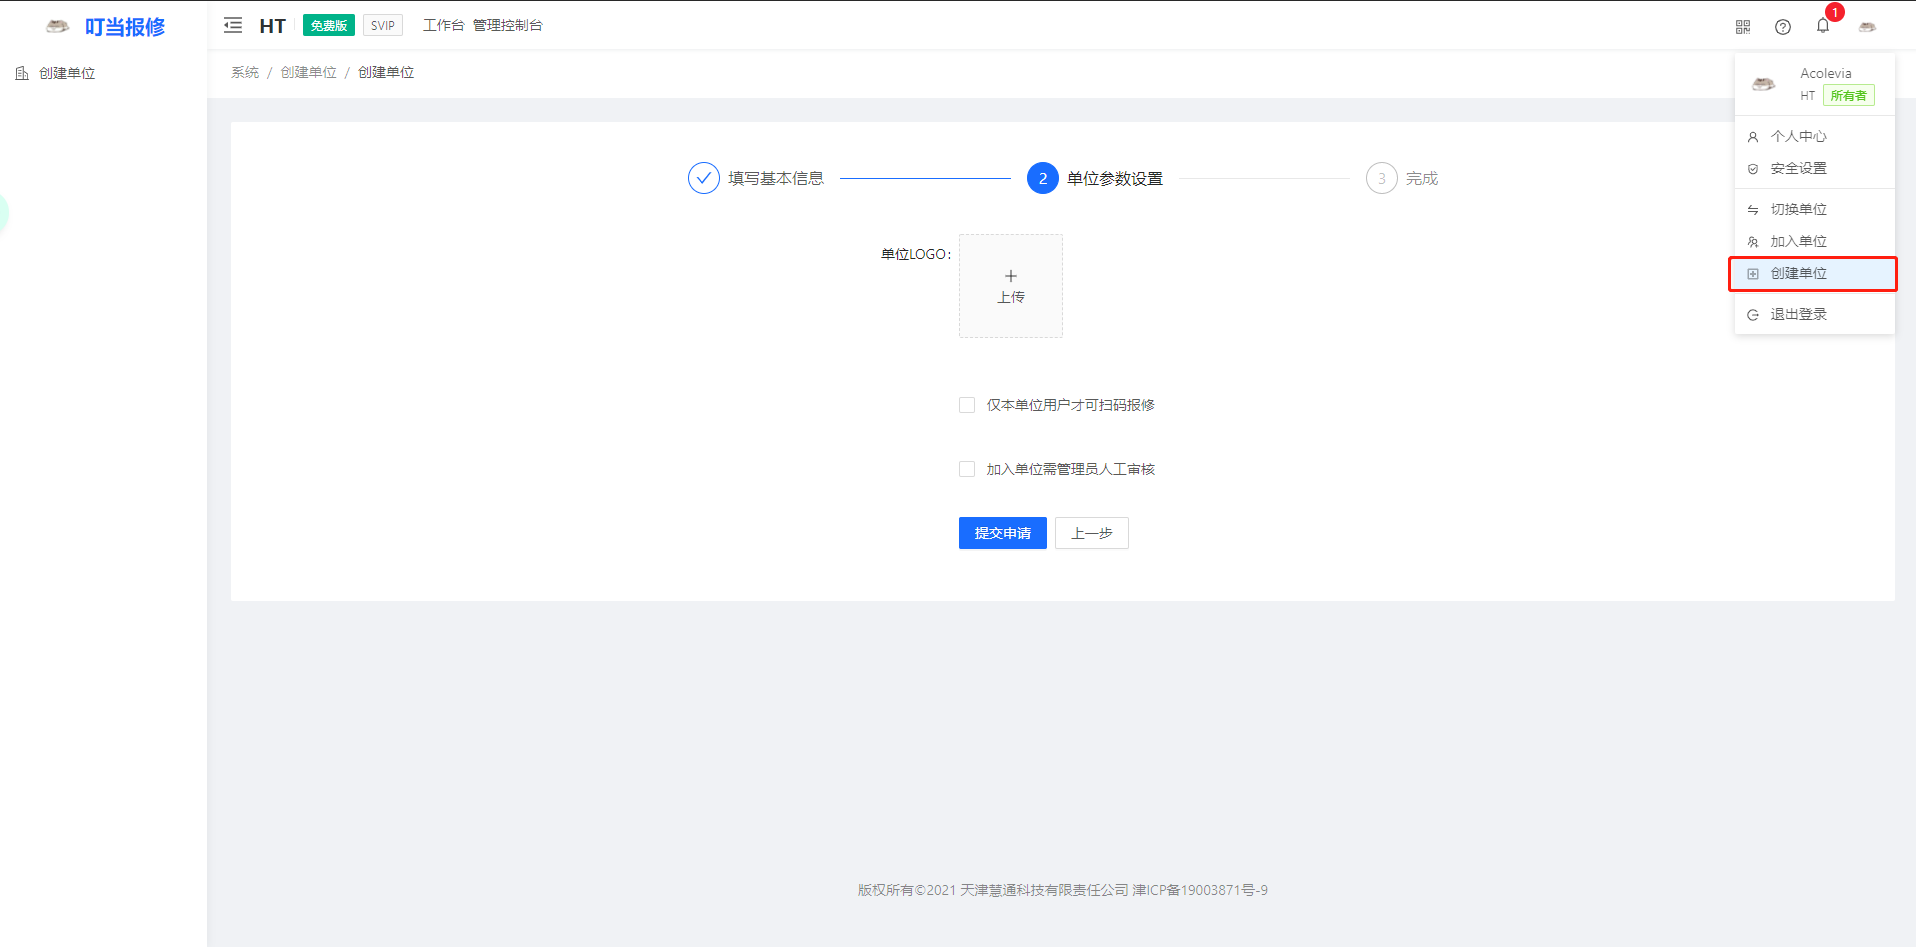 叮当报修
HT 免费版 SVIP 工作台 管理控制台
1
创建单位
系统 / 创建单位 / 创建单位
Acolevia
HT 所有者
个人中心
安全设置
切换单位
加入单位
创建单位
退出登录
填写基本信息
2 单位参数设置
3 完成
单位LOGO:
上传
仅本单位用户才可扫码报修
加入单位需管理员人工审核
提交申请 上一步
版权所有©2021 天津慧通科技有限责任公司 津ICP备19003871号-9